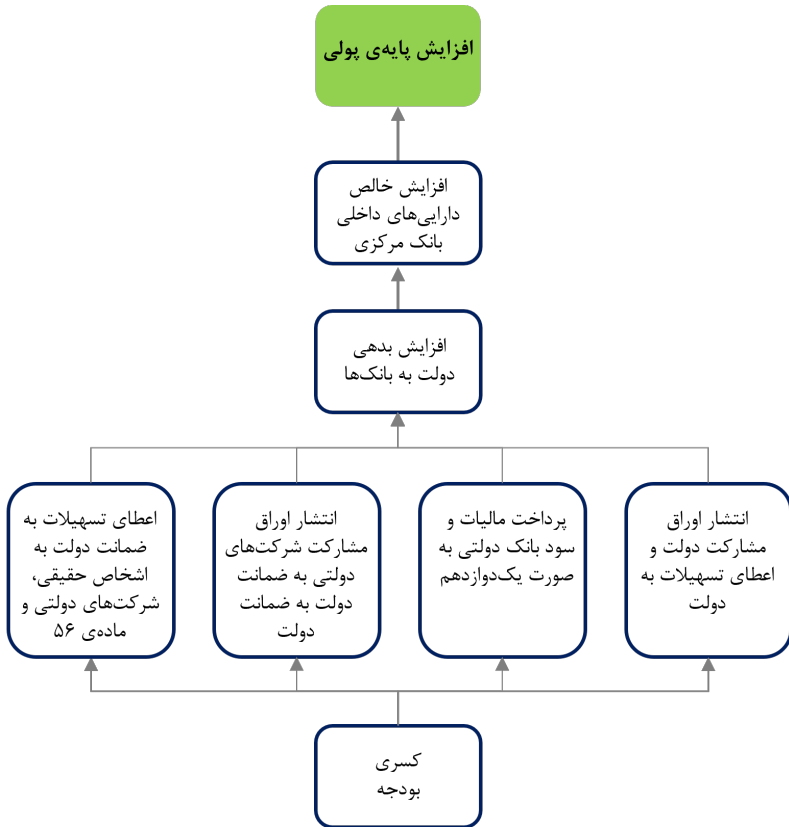 افزایش پایه‌ی پولی
افزایش خالص
دارایی‌های داخلی
بانک مرکزی
افزایش بدهی
دولت به بانک‌ها
انتشار اوراق
مشارکت دولت و
اعطای تسهیلات به
دولت
پرداخت مالیات و
سود بانک دولتی به
صورت یک‌دوازدهم
انتشار اوراق
مشارکت شرکت‌های
دولتی به ضمانت
دولت به ضمانت
دولت
اعطای تسهیلات به
ضمانت دولت به
اشخاص حقیقی،
شرکت‌های دولتی و
ماده‌ی ۵۶
کسری
بودجه